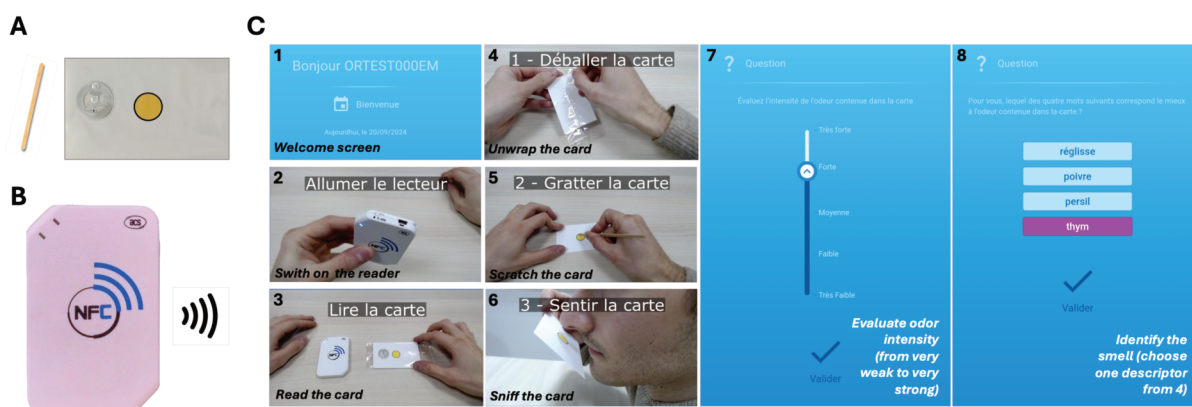 A
B
acs
NFC
C
1
Bonjour ORTEST000EM
Bienvenue
Aujourd'hui, le 20/09/2024
Welcome screen
2
Allumer le lecteur
NFC
Swith on the reader
3
Lire la carte
Read the card
4
1 - Déballer la carte
Unwrap the card
5
2 - Gratter la carte
Scratch the card
6
3 - Sentir la carte
Sniff the card
7
? Question
Évaluez l'intensité de l'odeur contenue dans la carte
Très forte
Forte
Moyenne
Faible
Très Faible
Valider
Evaluate odor
intensity
(from very
weak to very
strong)
8
? Question
Pour vous, lequel des quatre mots suivants correspond le mieux
à l'odeur contenue dans la carte ?
réglisse
poivre
persil
thym
Valider
Identify the
smell (choose
one descriptor
from 4)